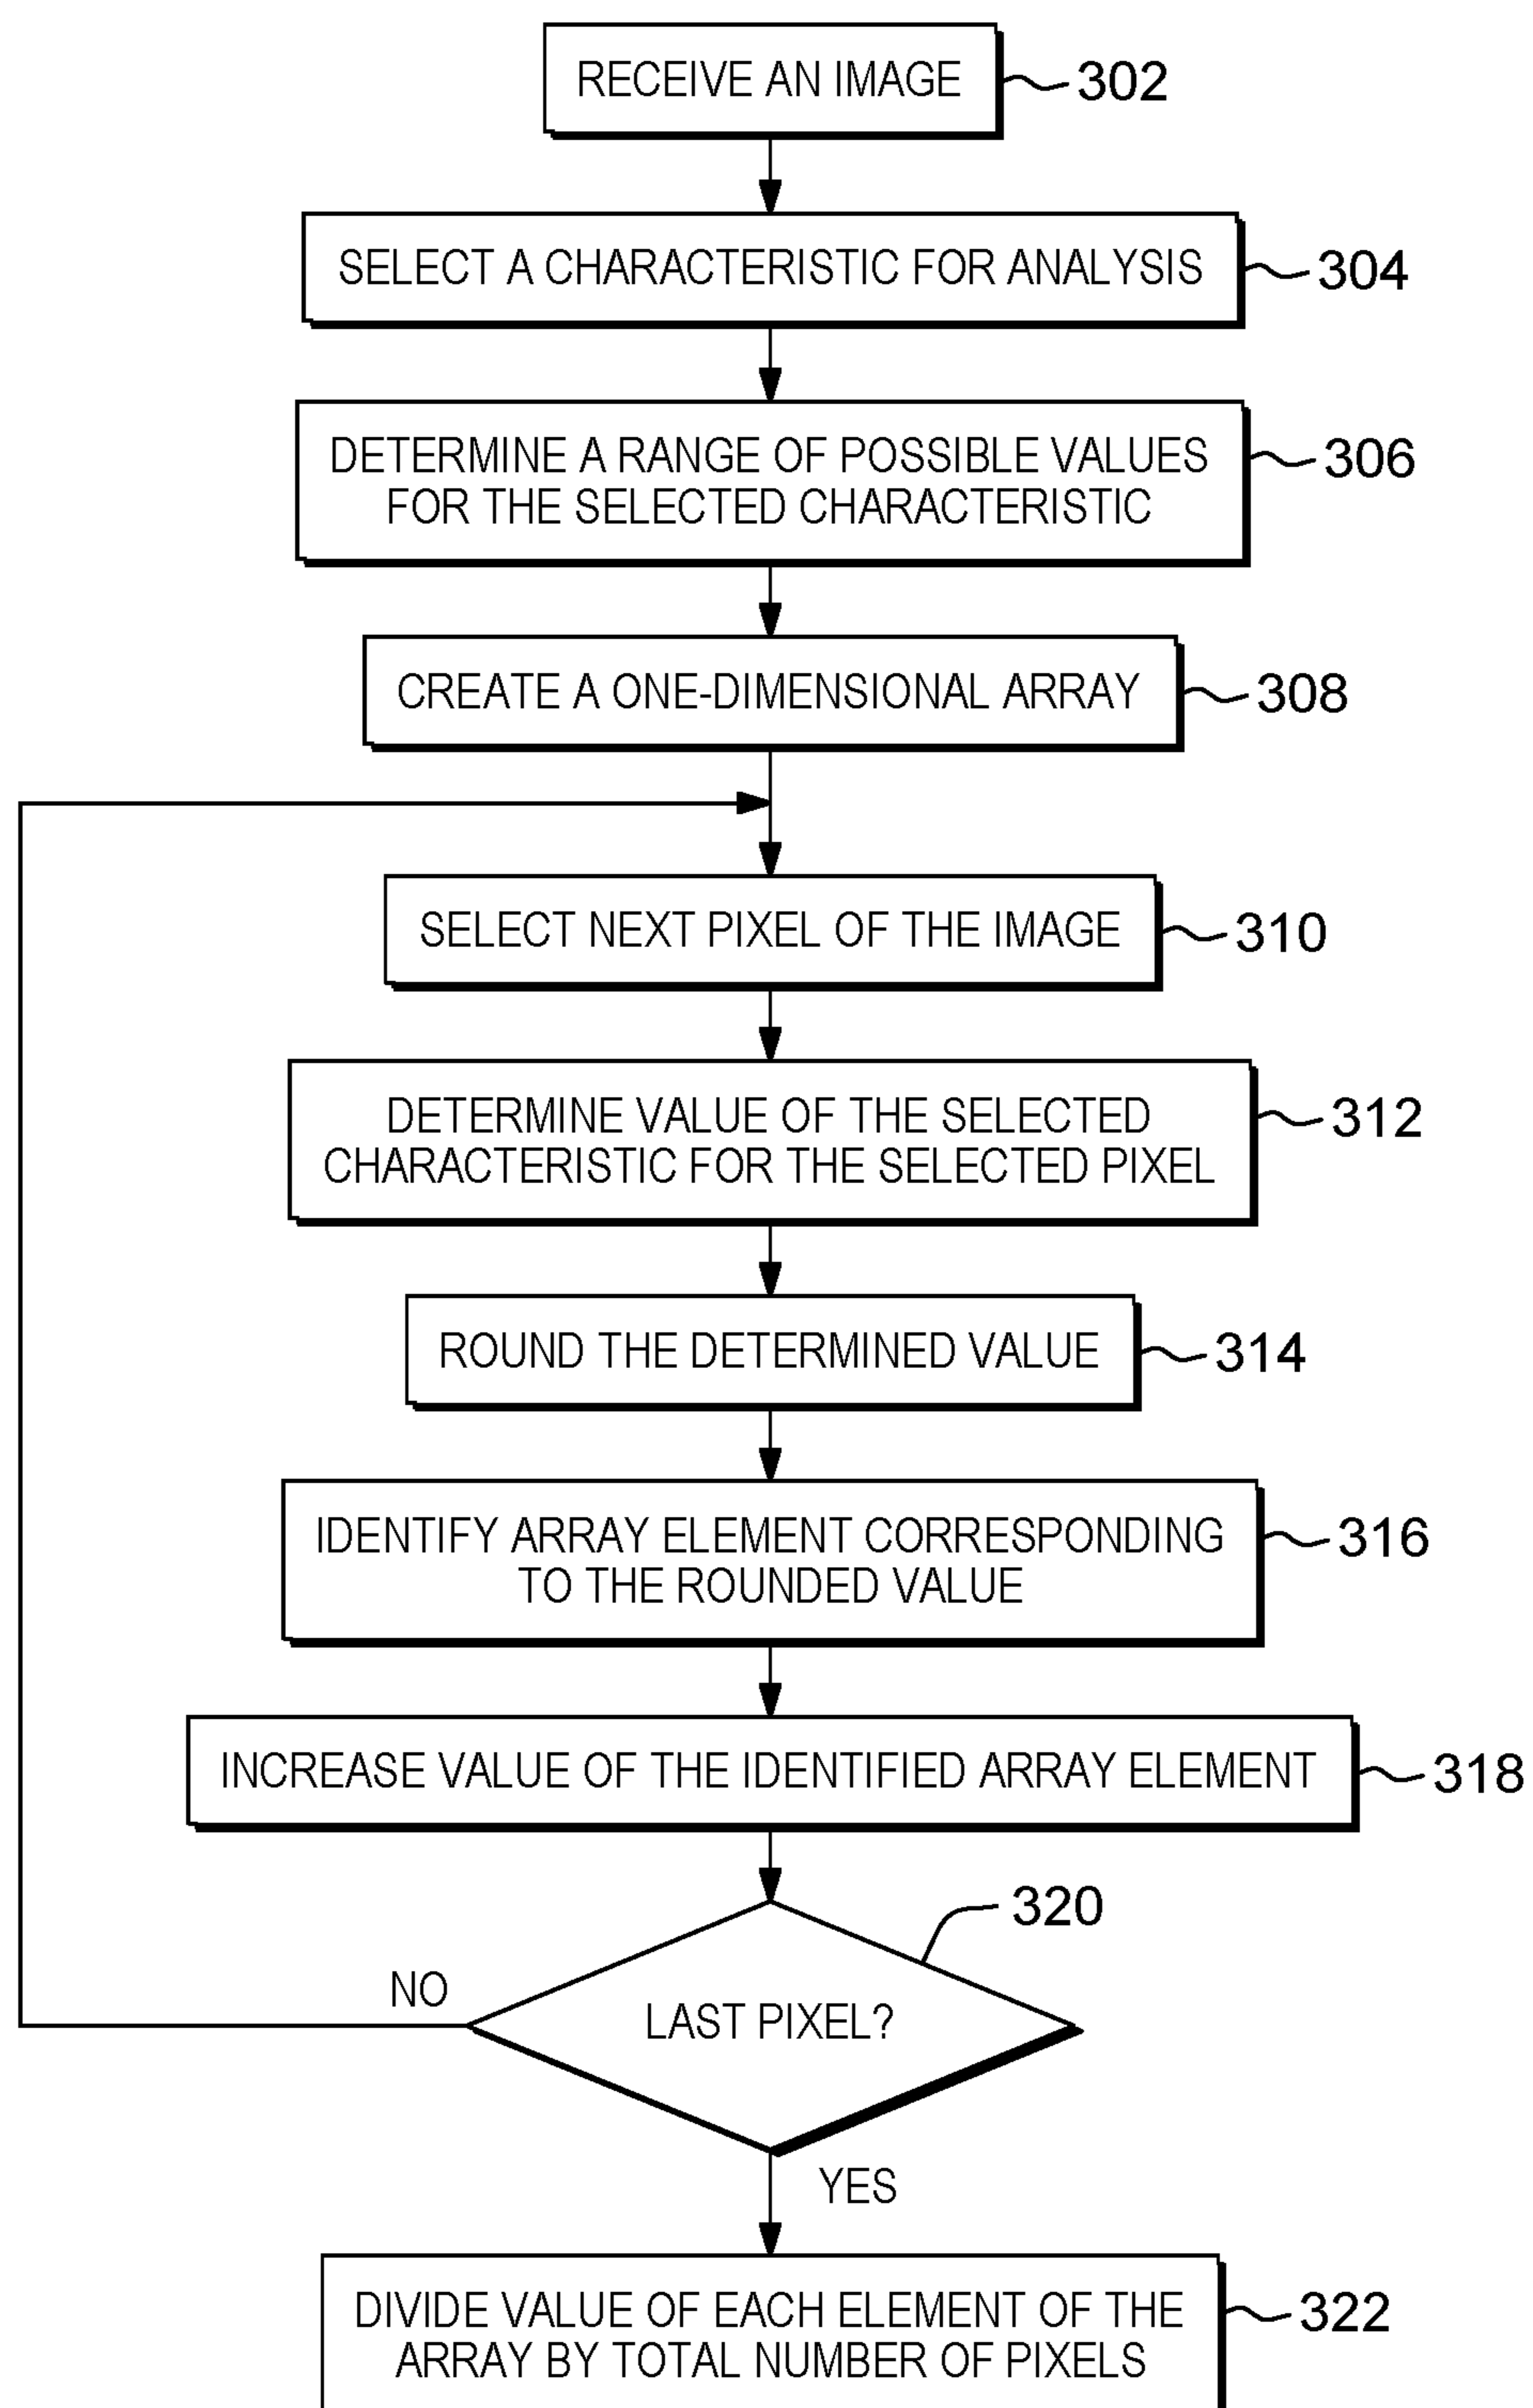 RECEIVE AN IMAGE
302
SELECT A CHARACTERISTIC FOR ANALYSIS
304
DETERMINE A RANGE OF POSSIBLE VALUES
FOR THE SELECTED CHARACTERISTIC
306
CREATE A ONE-DIMENSIONAL ARRAY
308
SELECT NEXT PIXEL OF THE IMAGE
310
DETERMINE VALUE OF THE SELECTED
CHARACTERISTIC FOR THE SELECTED PIXEL
312
ROUND THE DETERMINED VALUE
314
IDENTIFY ARRAY ELEMENT CORRESPONDING
TO THE ROUNDED VALUE
316
INCREASE VALUE OF THE IDENTIFIED ARRAY ELEMENT
318
320
NO
LAST PIXEL?
YES
DIVIDE VALUE OF EACH ELEMENT OF THE
ARRAY BY TOTAL NUMBER OF PIXELS
322